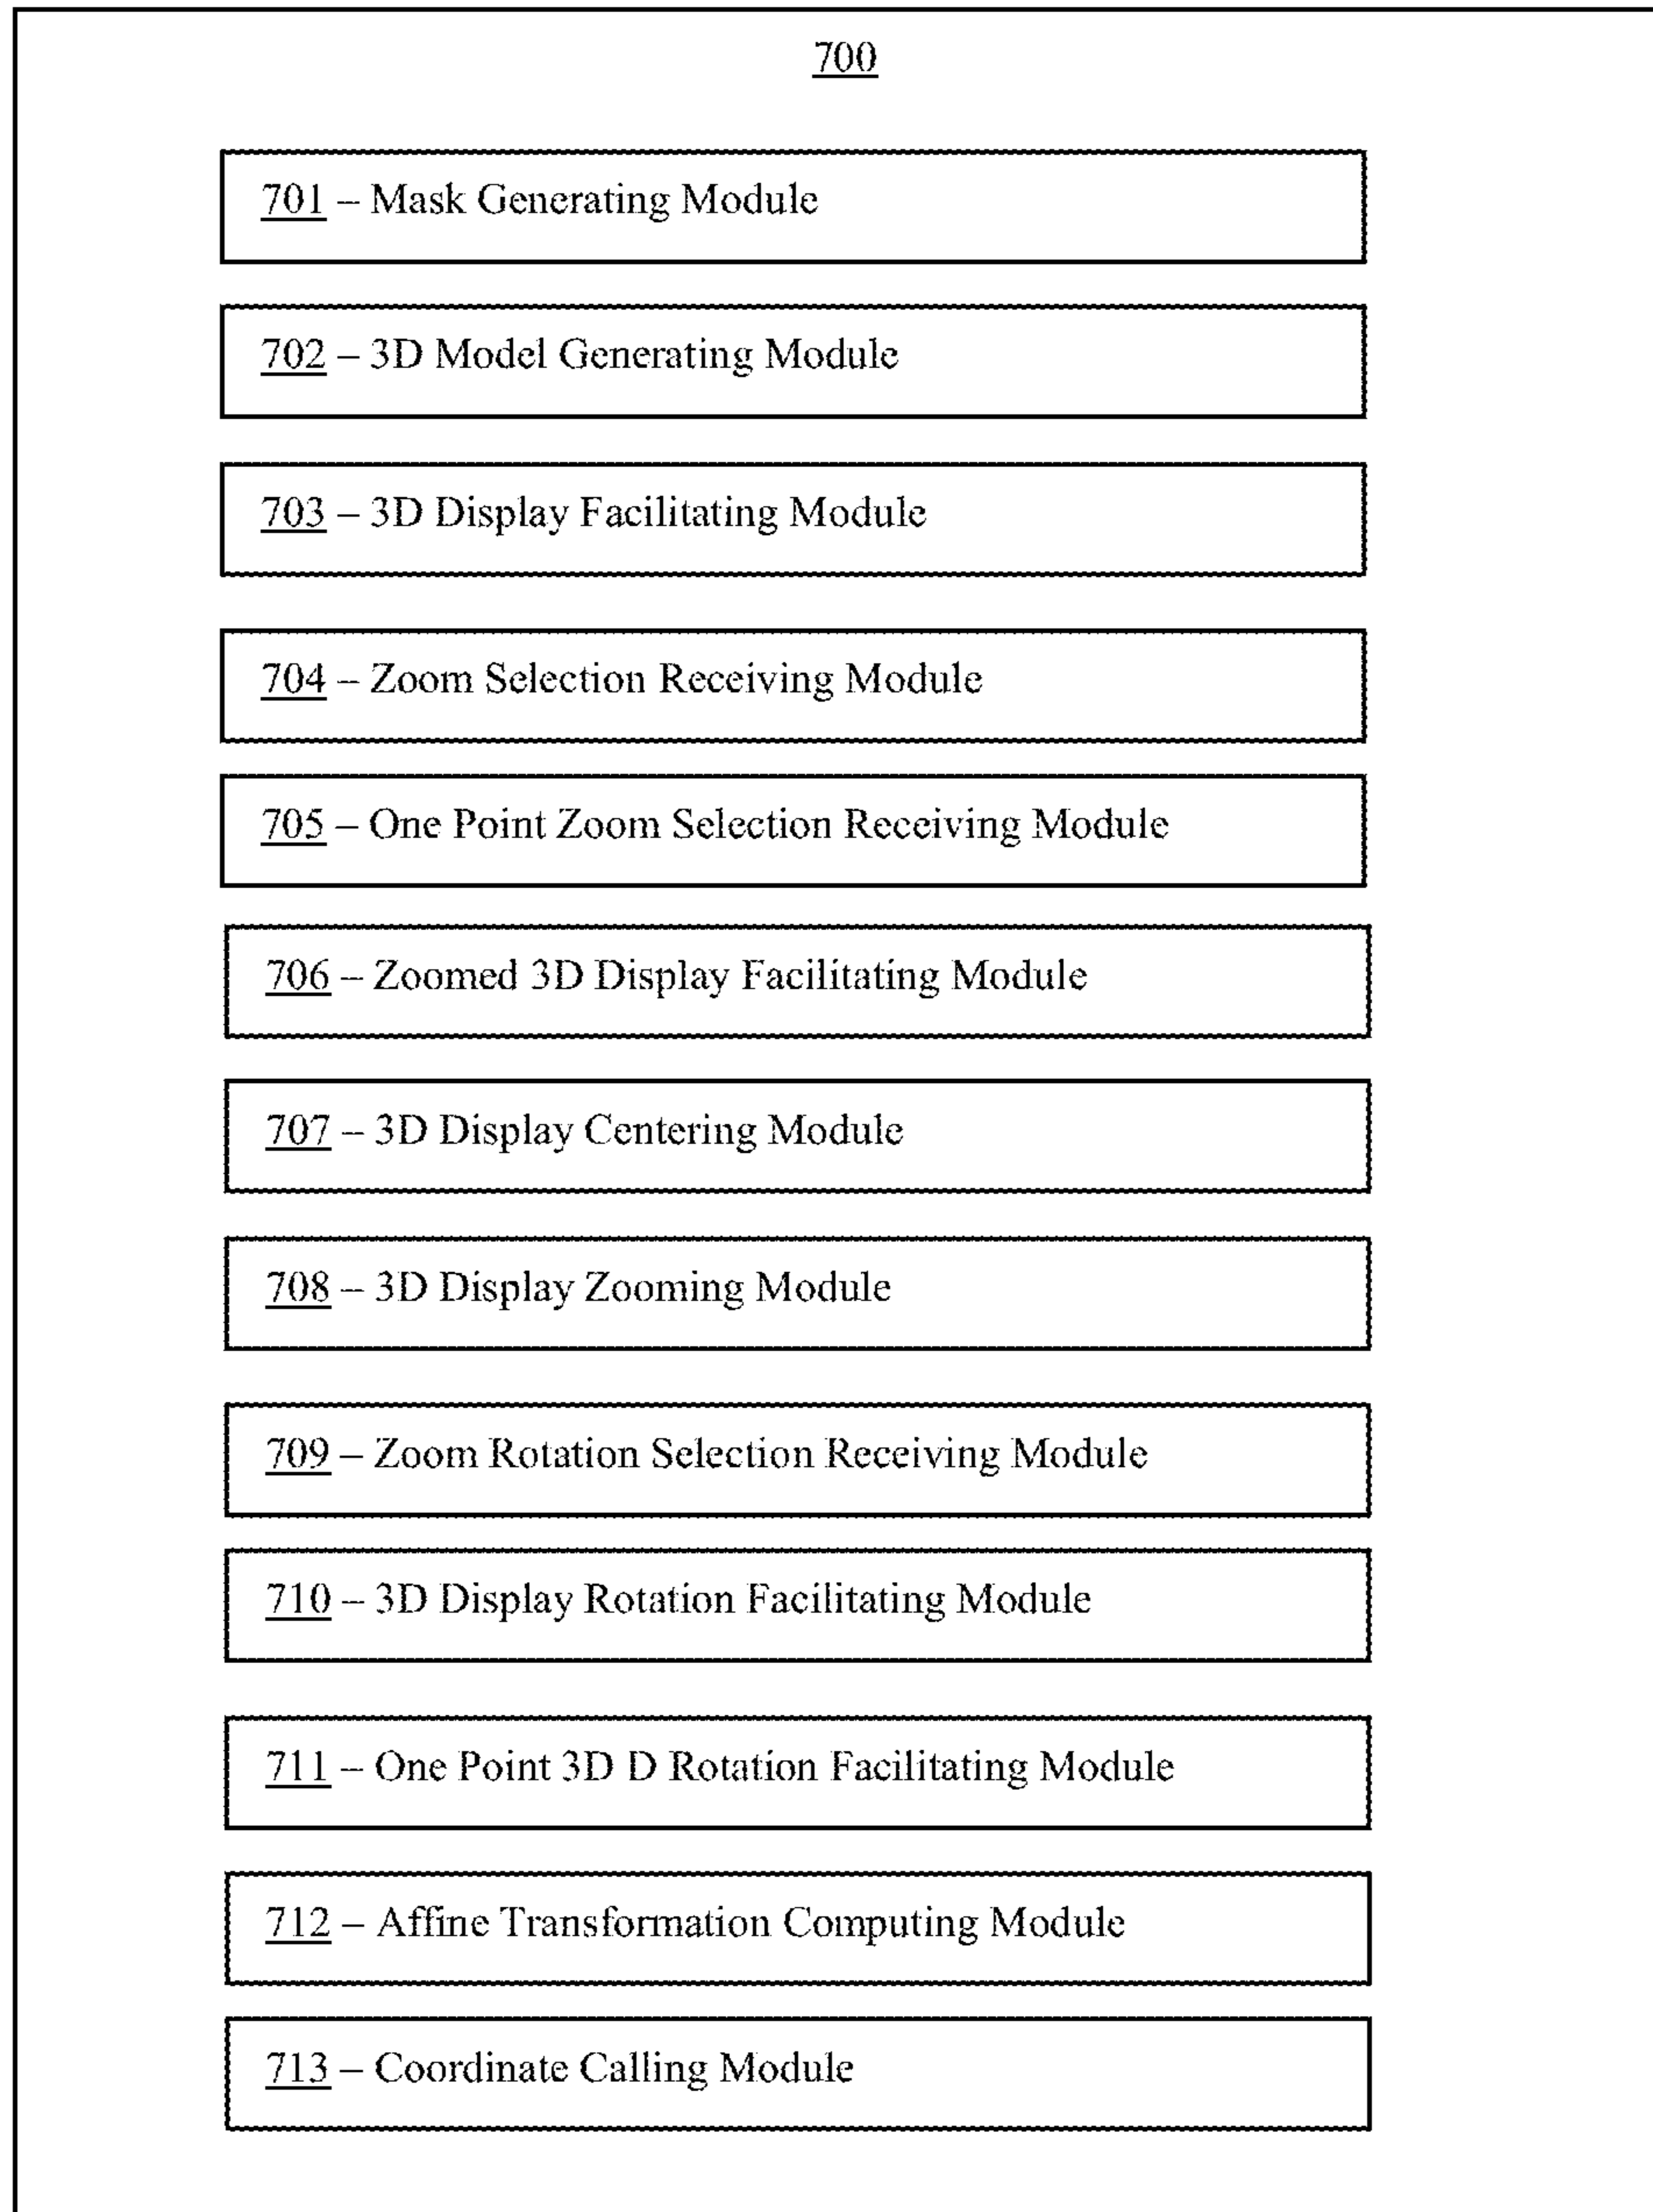 700
701 – Mask Generating Module
702 – 3D Model Generating Module
703 – 3D Display Facilitating Module
704 – Zoom Selection Receiving Module
705 – One Point Zoom Selection Receiving Module
706 – Zoomed 3D Display Facilitating Module
707 – 3D Display Centering Module
708 – 3D Display Zooming Module
709 – Zoom Rotation Selection Receiving Module
710 – 3D Display Rotation Facilitating Module
711 – One Point 3D D Rotation Facilitating Module
712 – Affine Transformation Computing Module
713 – Coordinate Calling Module